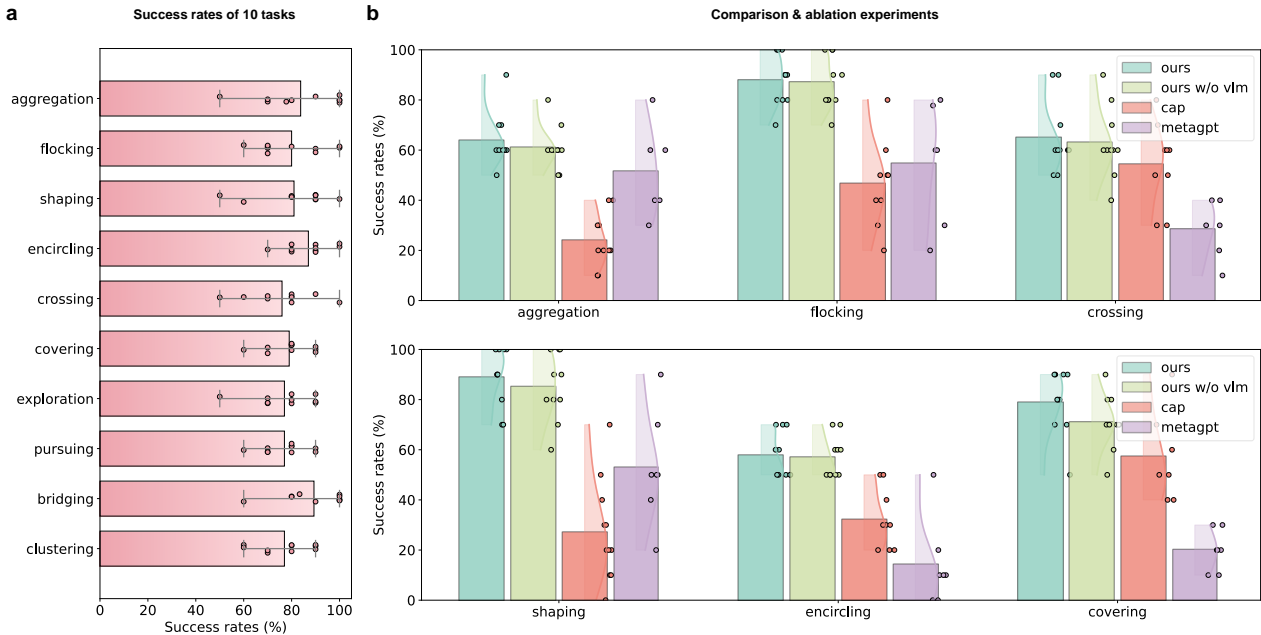 a
Success rates of 10 tasks
aggregation
flocking
shaping
encircling
crossing
covering
exploration
pursuing
bridging
clustering
0 20 40 60 80 100
Success rates (%)
b
Comparison & ablation experiments
Success rates (%)
100
80
60
40
20
0
aggregation flocking crossing
ours
ours w/o vlm
cap
metagpt
Success rates (%)
100
80
60
40
20
0
shaping encircling covering
ours
ours w/o vlm
cap
metagpt